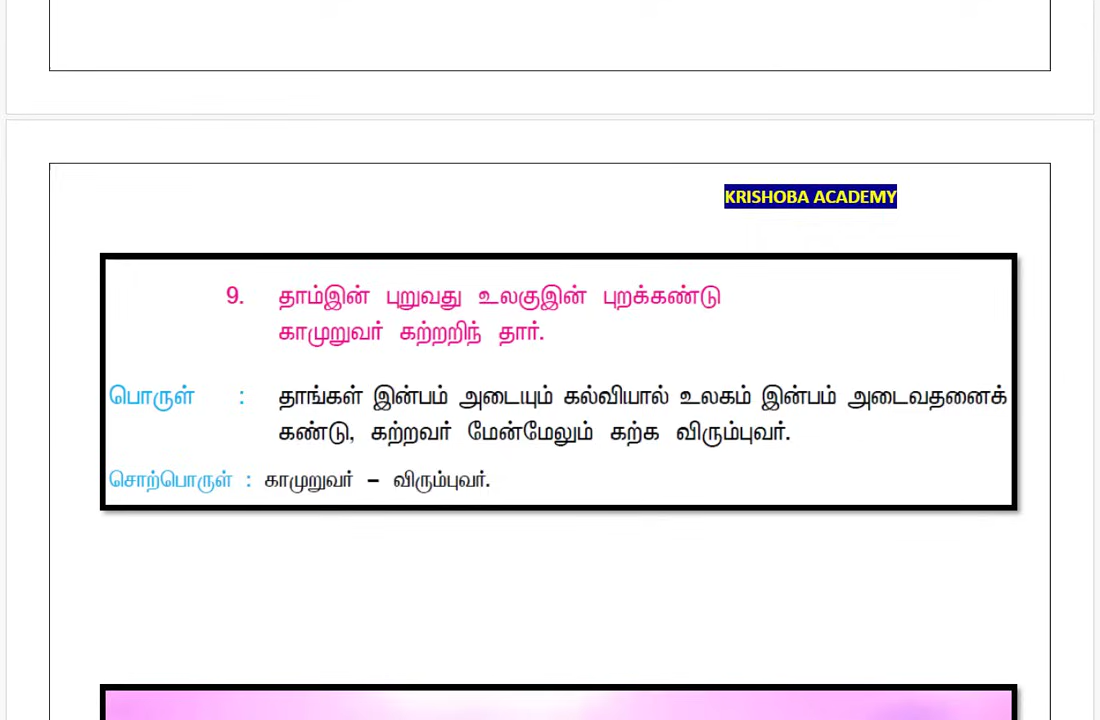 KRISHOBA ACADEMY
9. தாம்இன் புறுவது உலகுஇன் புறக்கண்டு
காமுறுவர் கற்றறிந் தார்.
பொருள் : தாங்கள் இன்பம் அடையும் கல்வியால் உலகம் இன்பம் அடைவதனைக்
கண்டு, கற்றவர் மேன்மேலும் கற்க விரும்புவர்.
சொற்பொருள் : காமுறுவர் – விரும்புவர்.